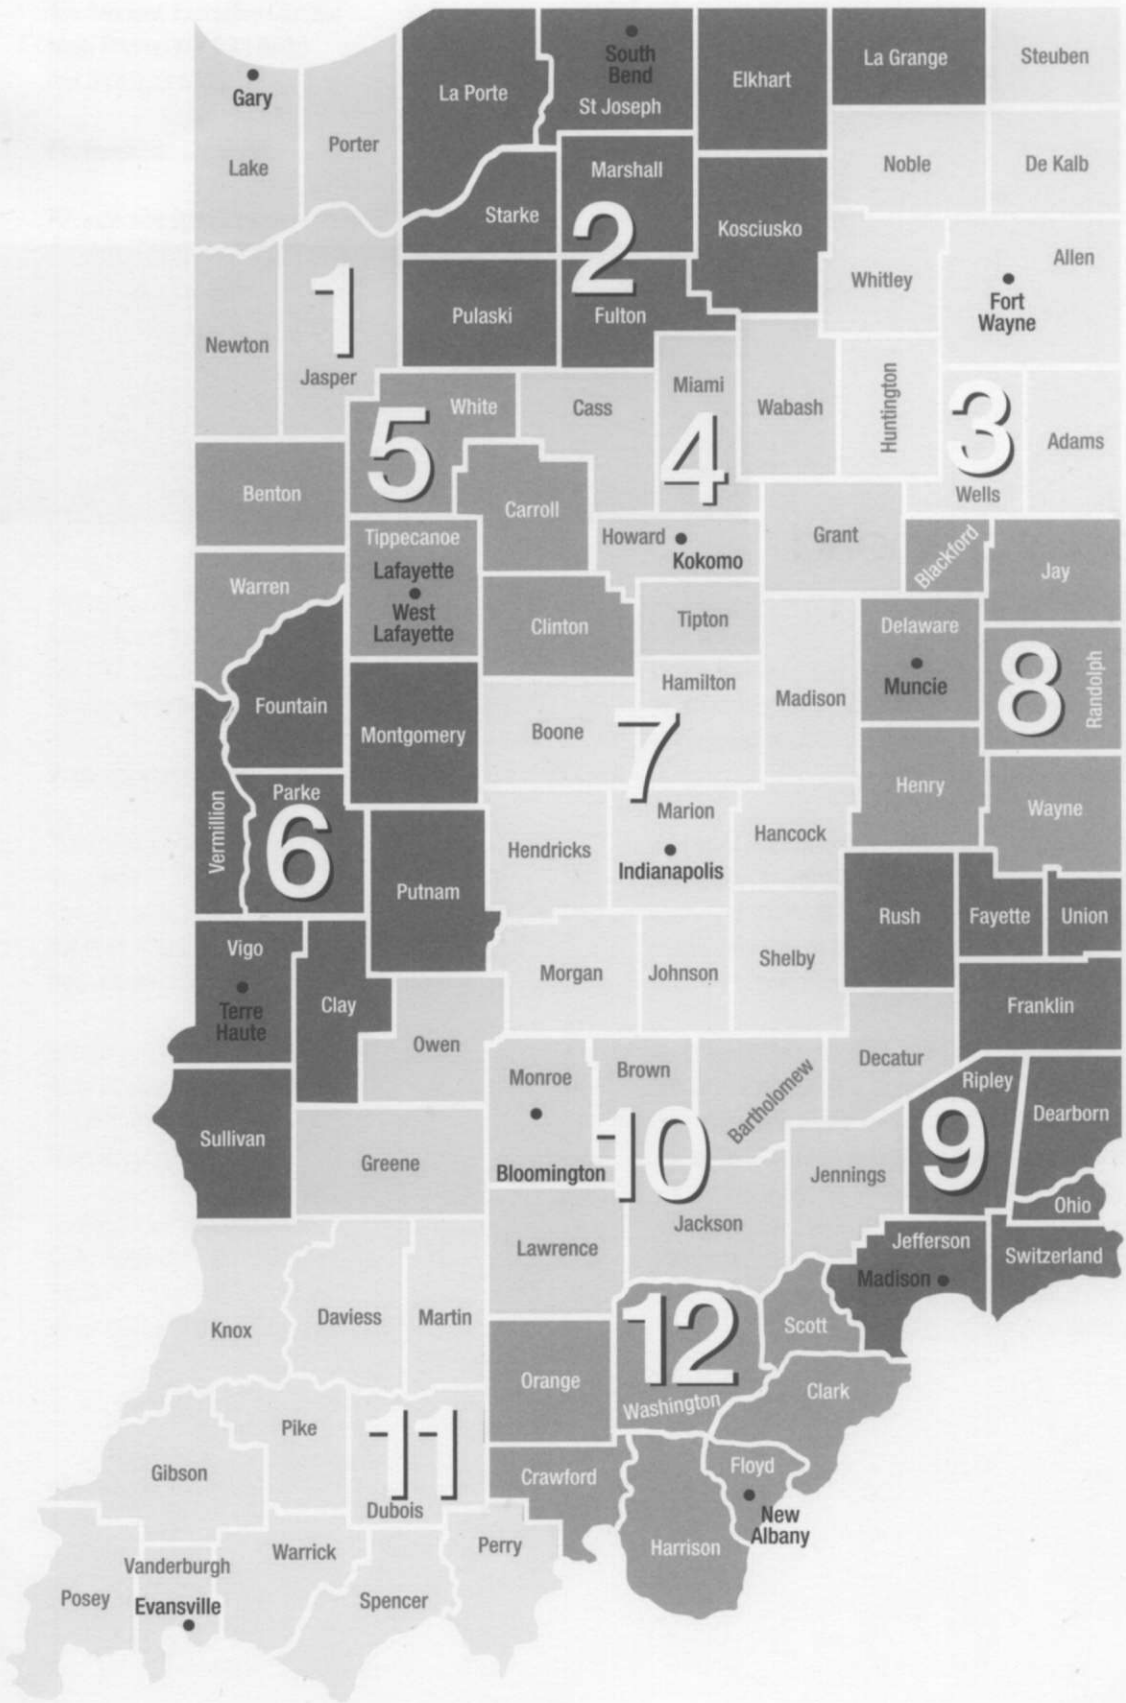 South
Bend
La Grange
Steuben
Gary
La Porte
Elkhart
St Joseph
Porter
Lake
Marshall
Noble
De Kalb
Starke
2
Kosciusko
Allen
Whitley
Fort
Wayne
1
Pulaski
Fulton
Newton
Jasper
Miami
White
Cass
Wabash
Huntington
5
4
3
Adams
Benton
Wells
Carroll
Tippecanoe
Howard
Kokomo
Grant
Blackford
Jay
Lafayette
West
Lafayette
Warren
Clinton
Tipton
Delaware
Muncie
8
Randolph
Hamilton
Madison
Fountain
Montgomery
Boone
7
Henry
Parke
Vermillion
6
Marion
Indianapolis
Hancock
Wayne
Hendricks
Putnam
Rush
Fayette
Union
Vigo
Terre
Haute
Clay
Morgan
Johnson
Shelby
Franklin
Owen
Decatur
Monroe
Brown
Bartholomew
Ripley
Dearborn
Sullivan
Greene
Bloomington
10
Jennings
9
Ohio
Jackson
Lawrence
Jefferson
Switzerland
Madison
Knox
Daviess
Martin
12
Scott
Orange
Washington
Clark
Pike
11
Gibson
Dubois
Crawford
Floyd
New
Albany
Harrison
Perry
Warrick
Vanderburgh
Evansville
Posey
Spencer